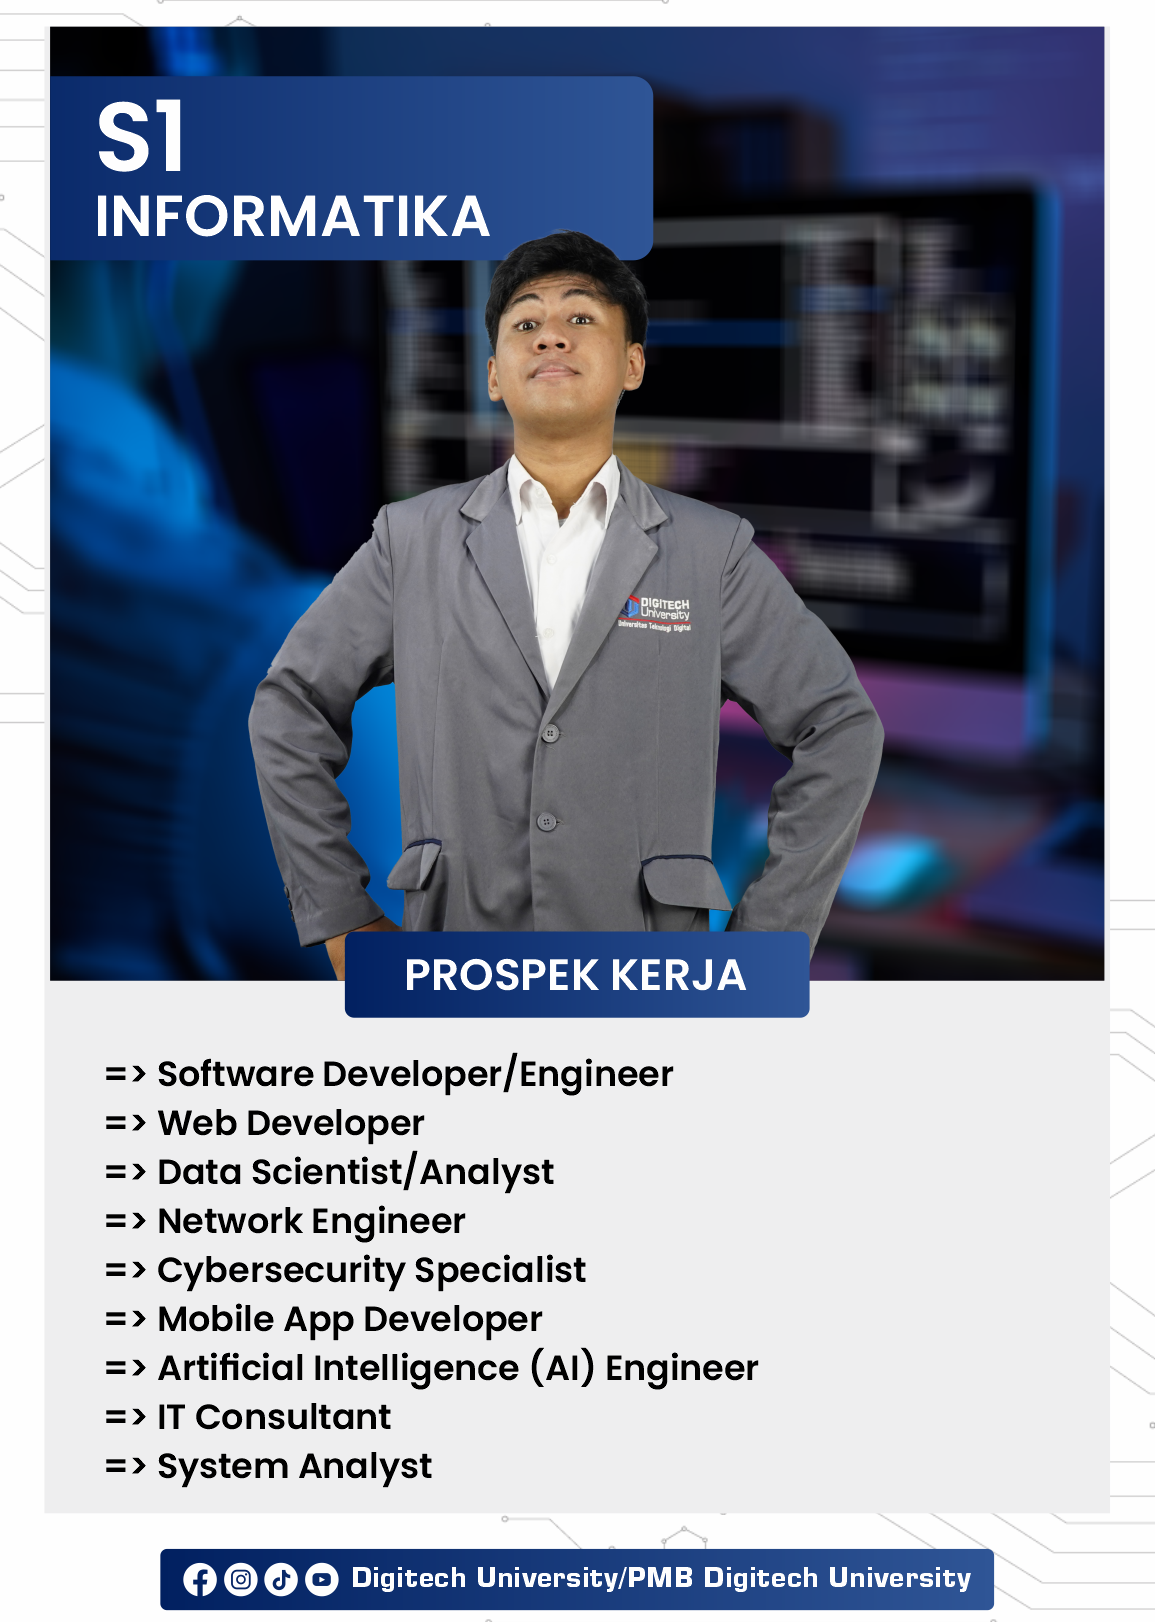 S1
INFORMATIKA
DIGITECH
University
Universitas Teknologi Digital
PROSPEK KERJA
=> Software Developer/Engineer
=> Web Developer
=> Data Scientist/Analyst
=> Network Engineer
=> Cybersecurity Specialist
=> Mobile App Developer
=> Artificial Intelligence (AI) Engineer
=> IT Consultant
=> System Analyst
Digitech University/PMB Digitech University